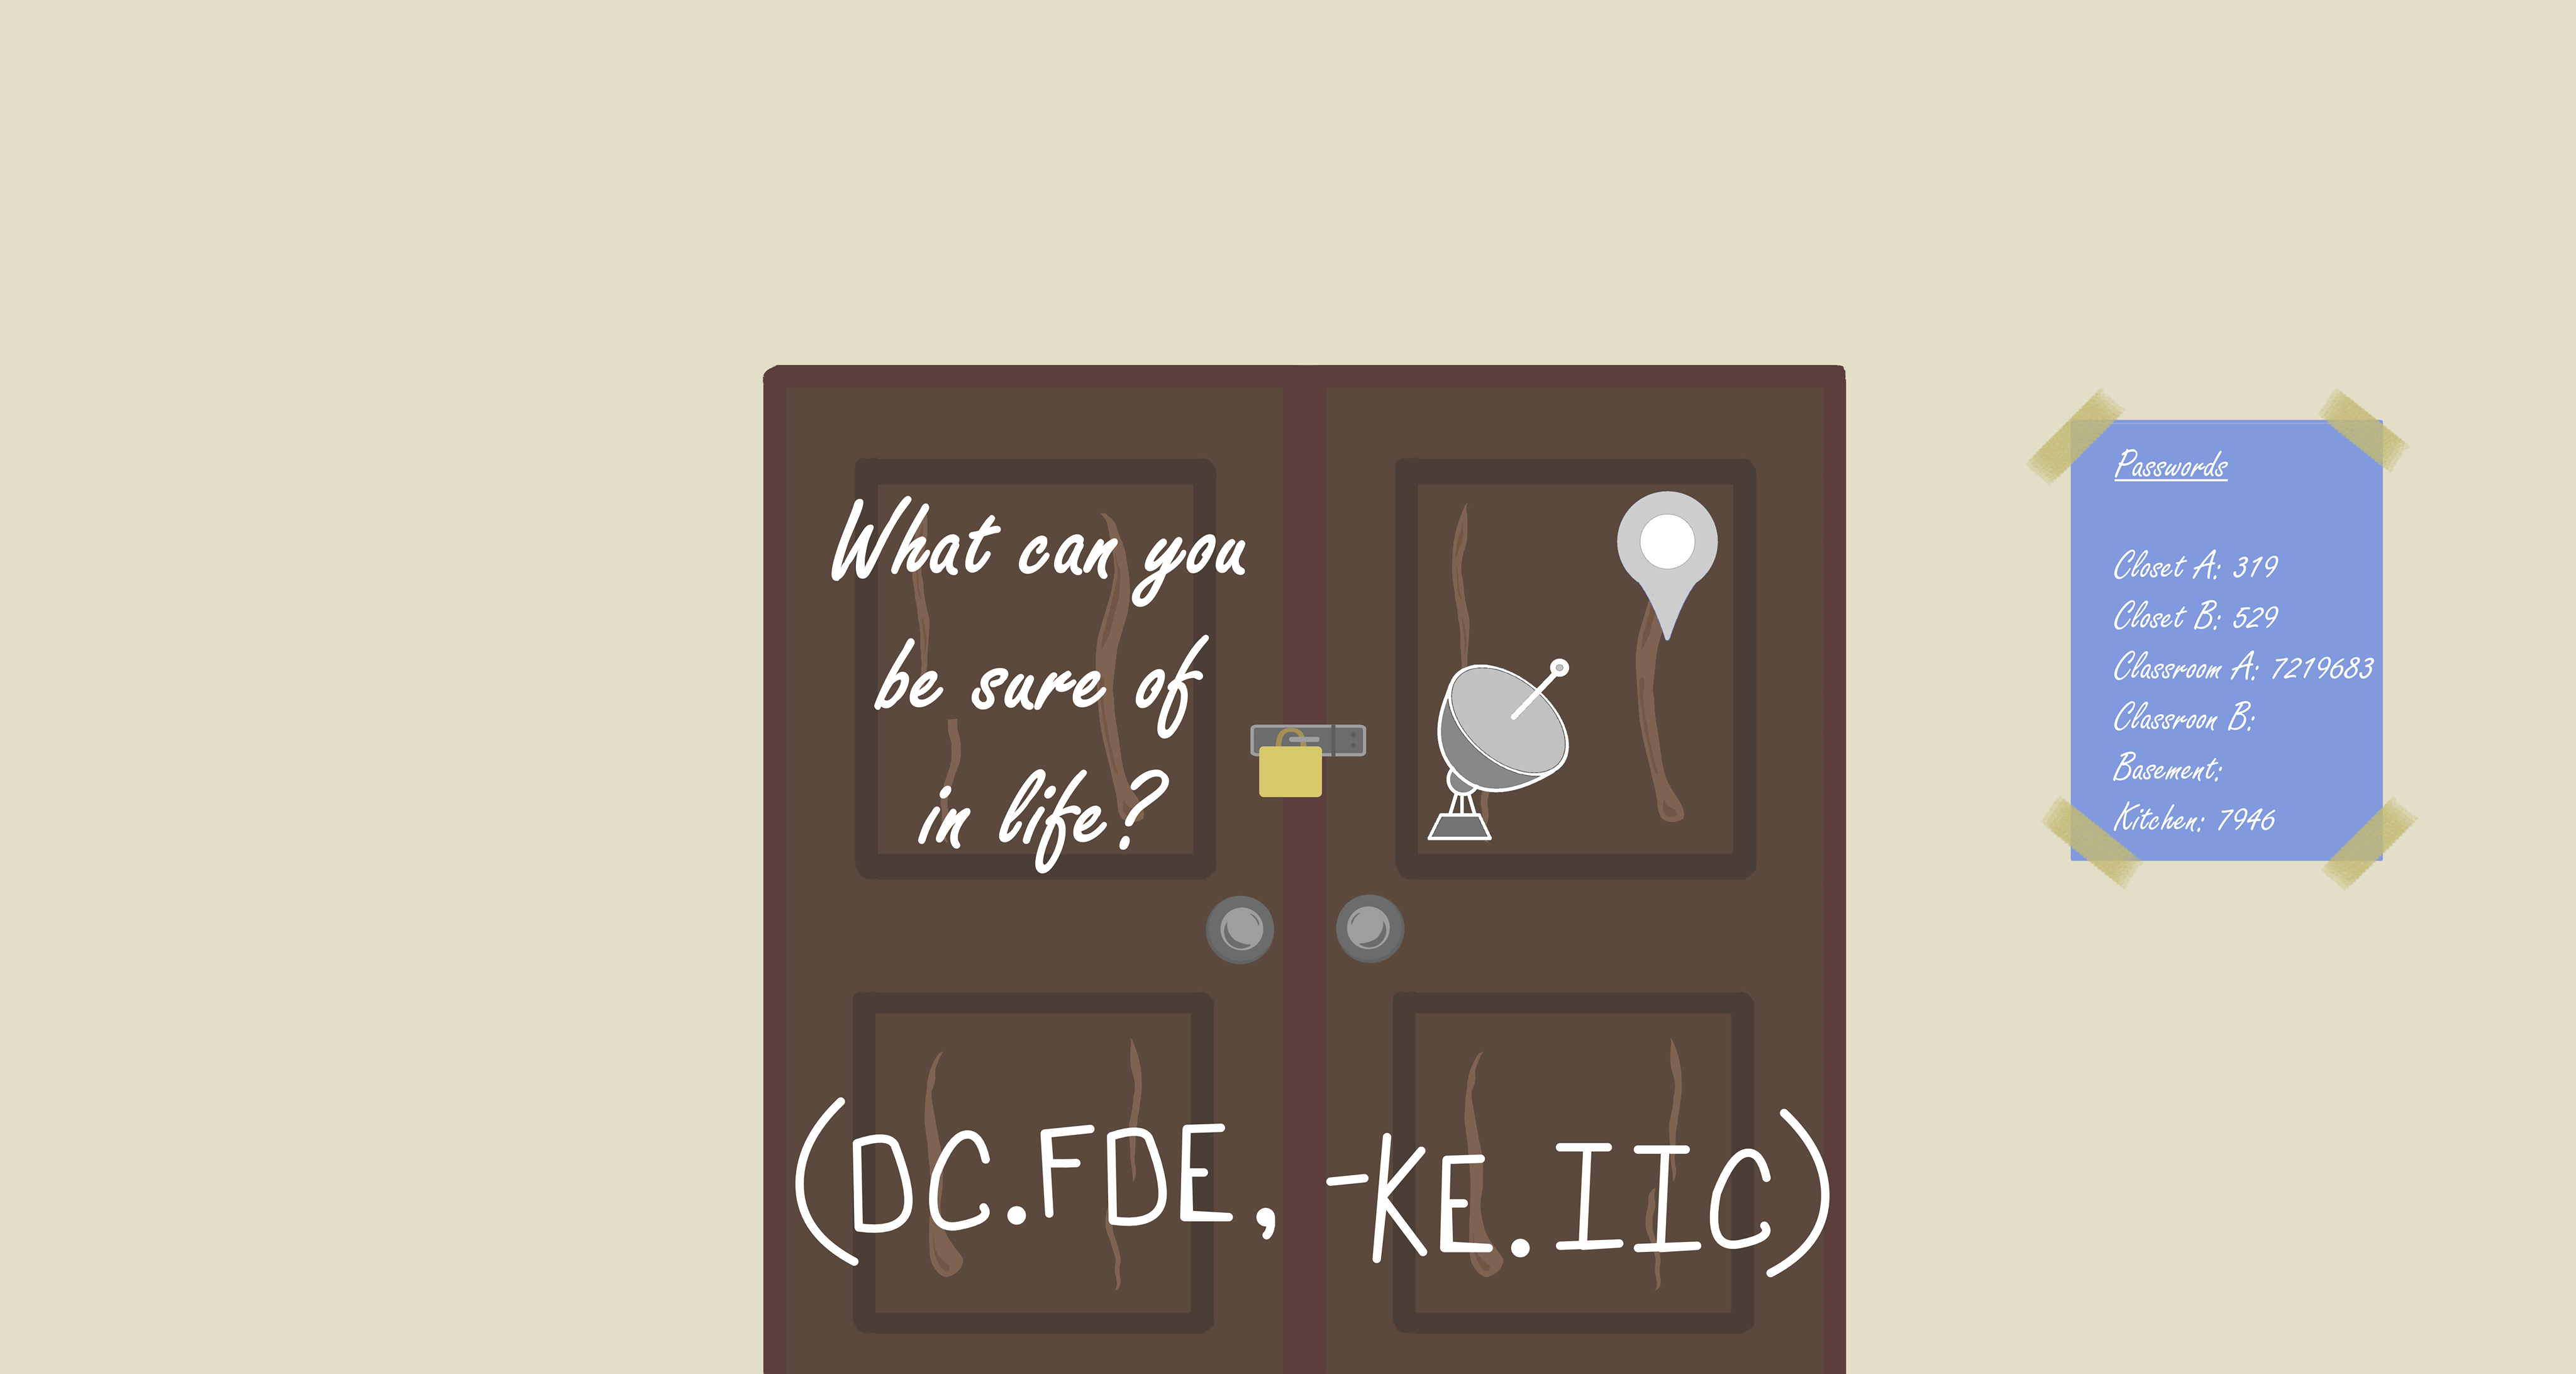 What can you
be sure of
in life?
(DC.FDE, -KE.IIC)
Passwords
Closet A: 319
Closet B: 529
Classroom A: 7219683
Classroon B:
Basement:
Kitchen: 7946